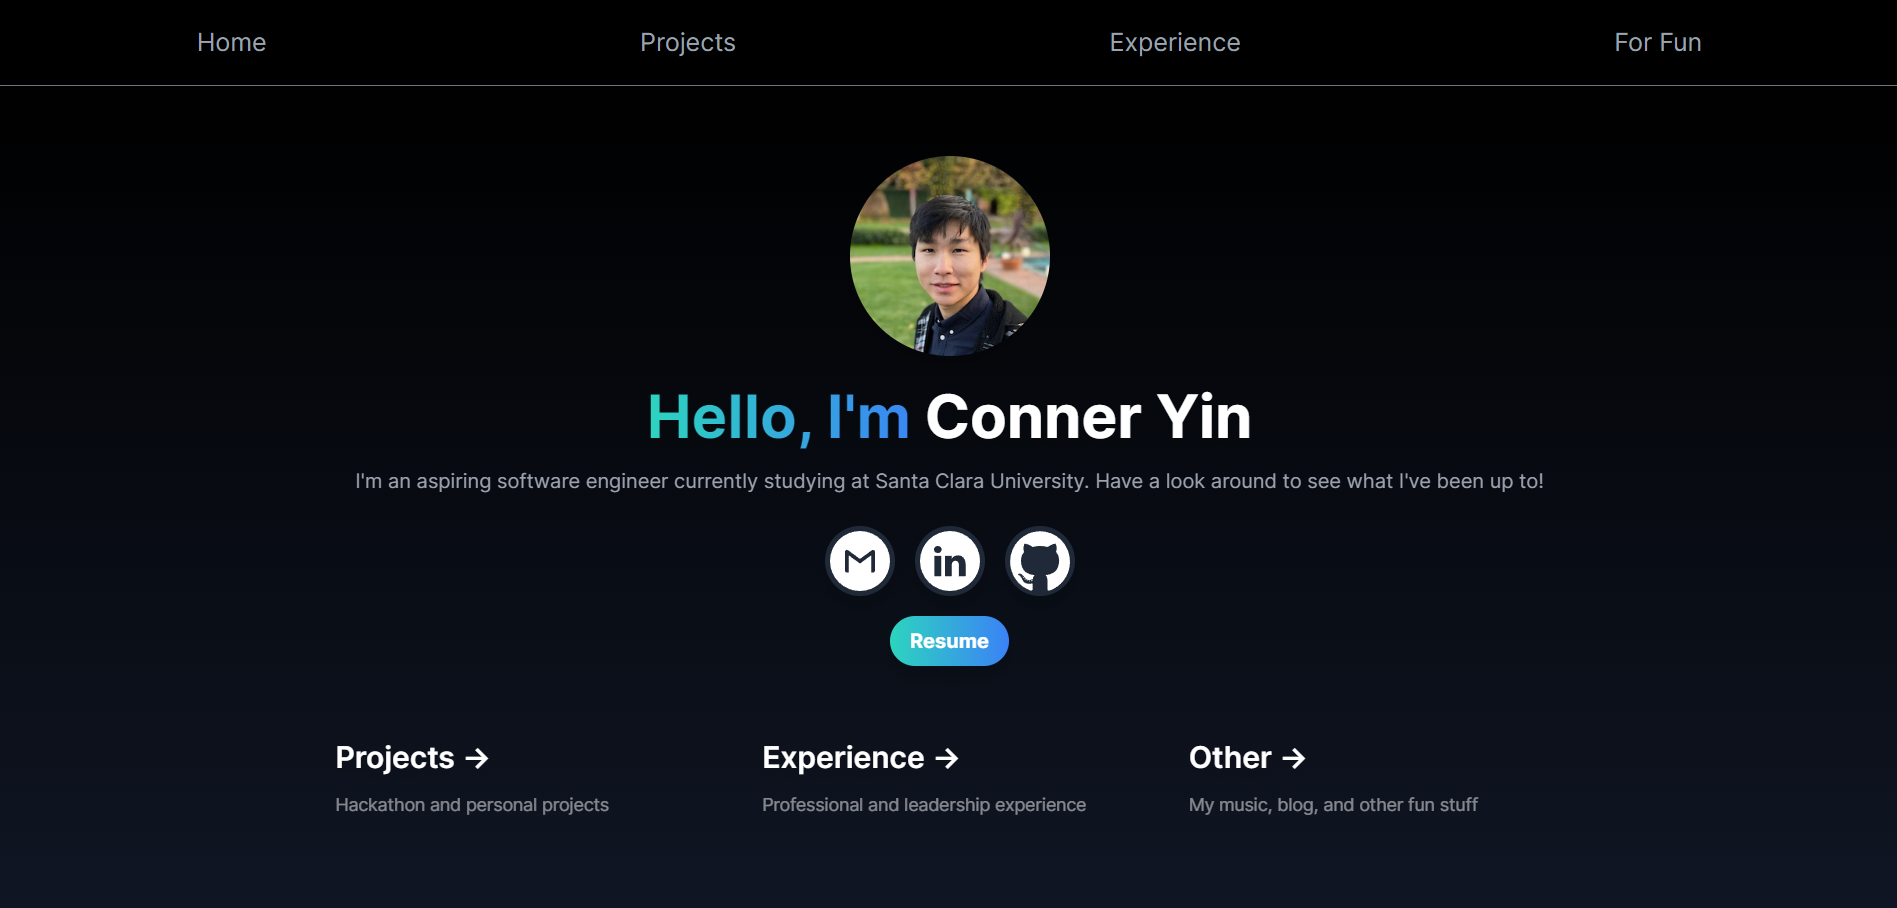 Home Projects Experience For Fun
Hello, I'm Conner Yin
I'm an aspiring software engineer currently studying at Santa Clara University. Have a look around to see what I've been up to!
in
Resume
Projects →
Hackathon and personal projects
Experience →
Professional and leadership experience
Other →
My music, blog, and other fun stuff